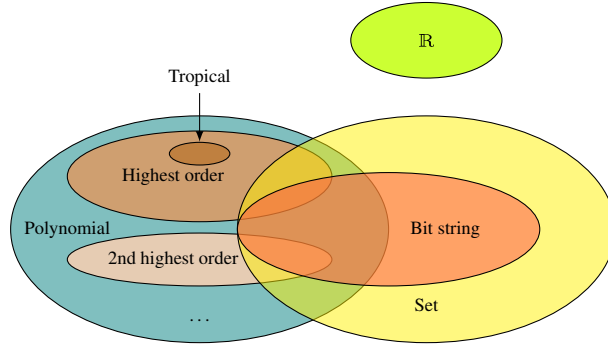 ℝ
Tropical
Highest order
Polynomial
Bit string
2nd highest order
Set
...